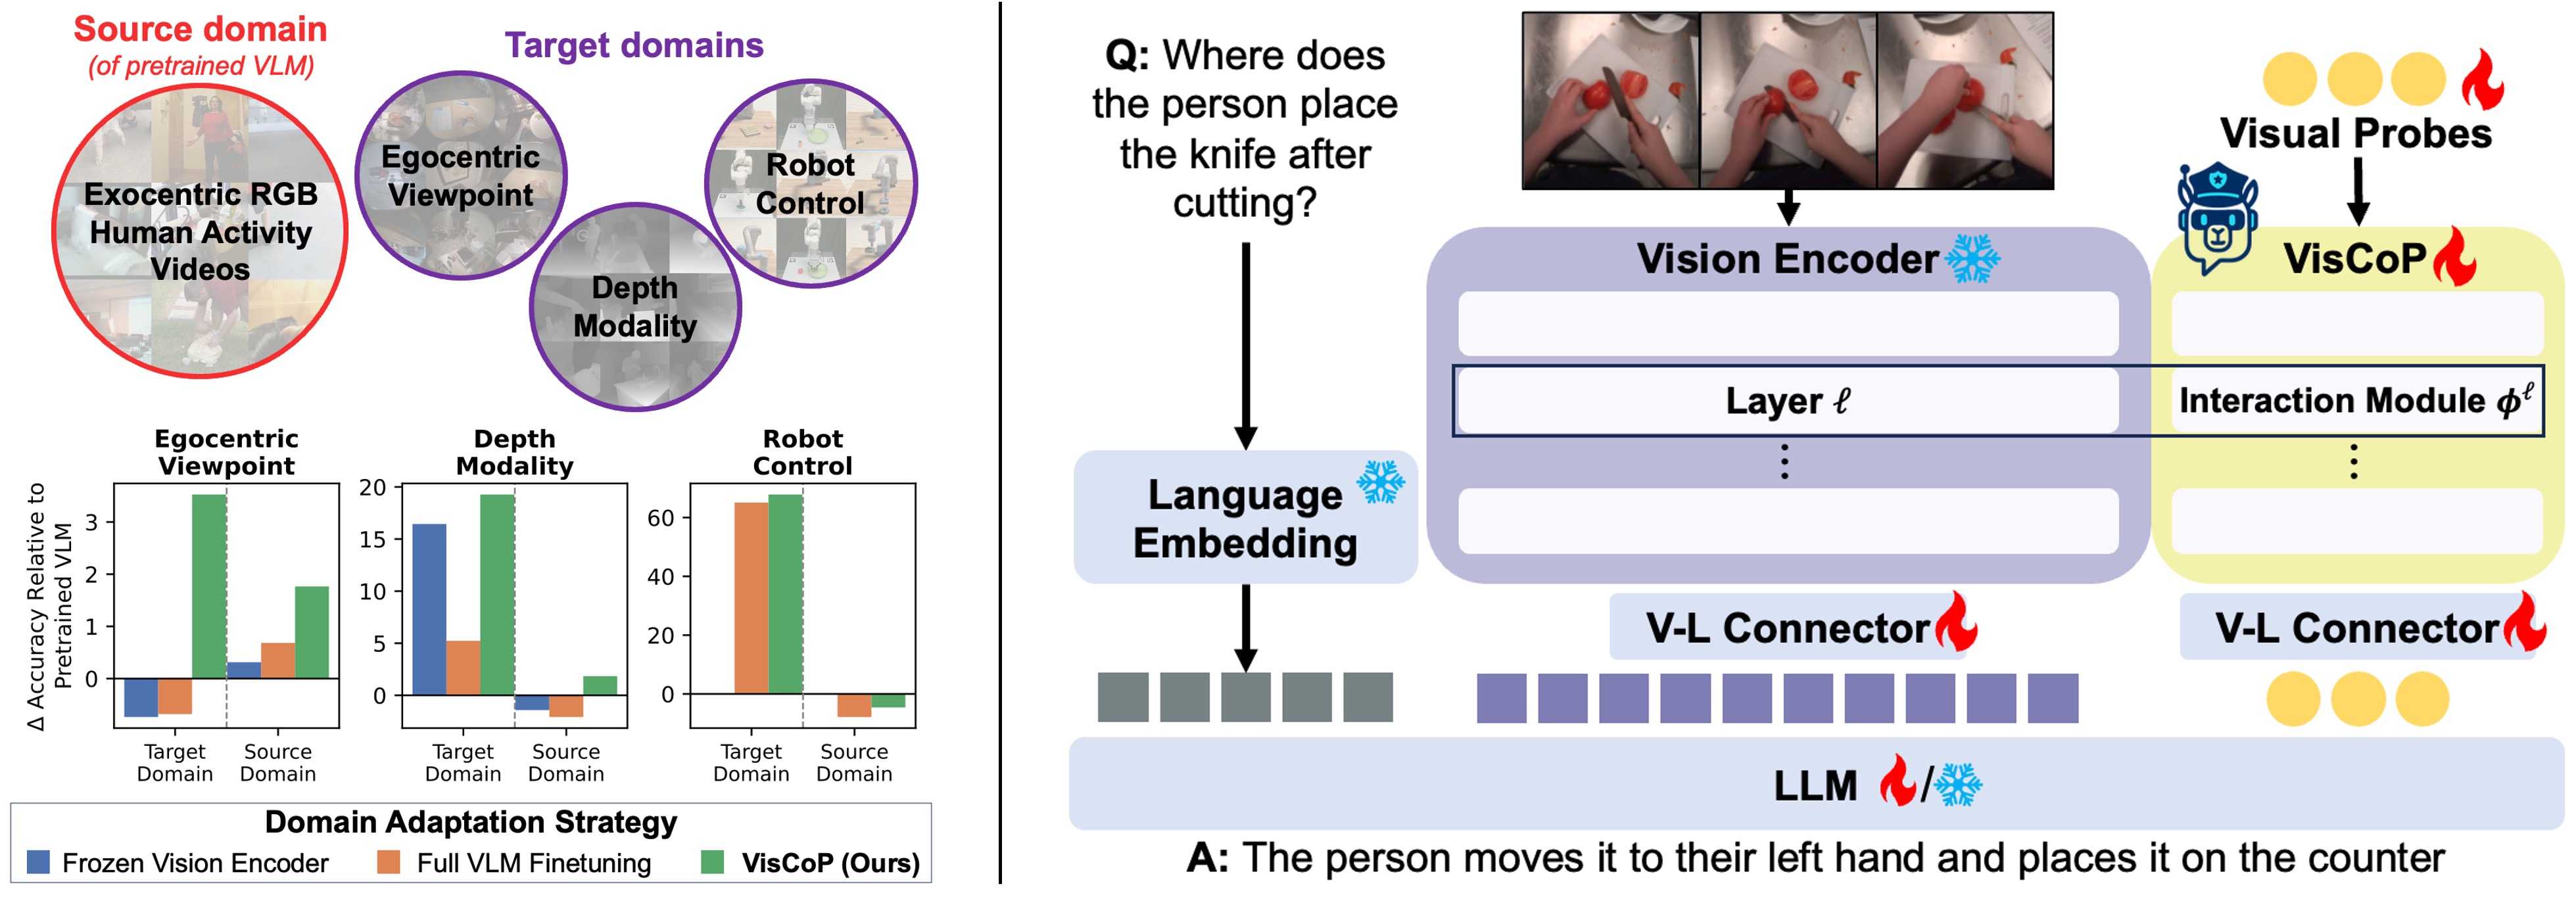 Source domain
(of pretrained VLM)
Target domains
Exocentric RGB
Human Activity
Videos
Egocentric
Viewpoint
Depth
Modality
Robot
Control
Egocentric
Viewpoint
Depth
Modality
Robot
Control
Δ Accuracy Relative to
Pretrained VLM
3
2
1
0
Target
Domain
Source
Domain
20
15
10
5
0
Target
Domain
Source
Domain
60
40
20
0
Target
Domain
Source
Domain
Domain Adaptation Strategy
Frozen Vision Encoder
Full VLM Finetuning
VisCoP (Ours)
Q: Where does
the person place
the knife after
cutting?
Visual Probes
Vision Encoder
VisCoP
Layer ℓ
Interaction Module ϕ^ℓ
⋮
⋮
Language
Embedding
V-L Connector
V-L Connector
LLM /
A: The person moves it to their left hand and places it on the counter